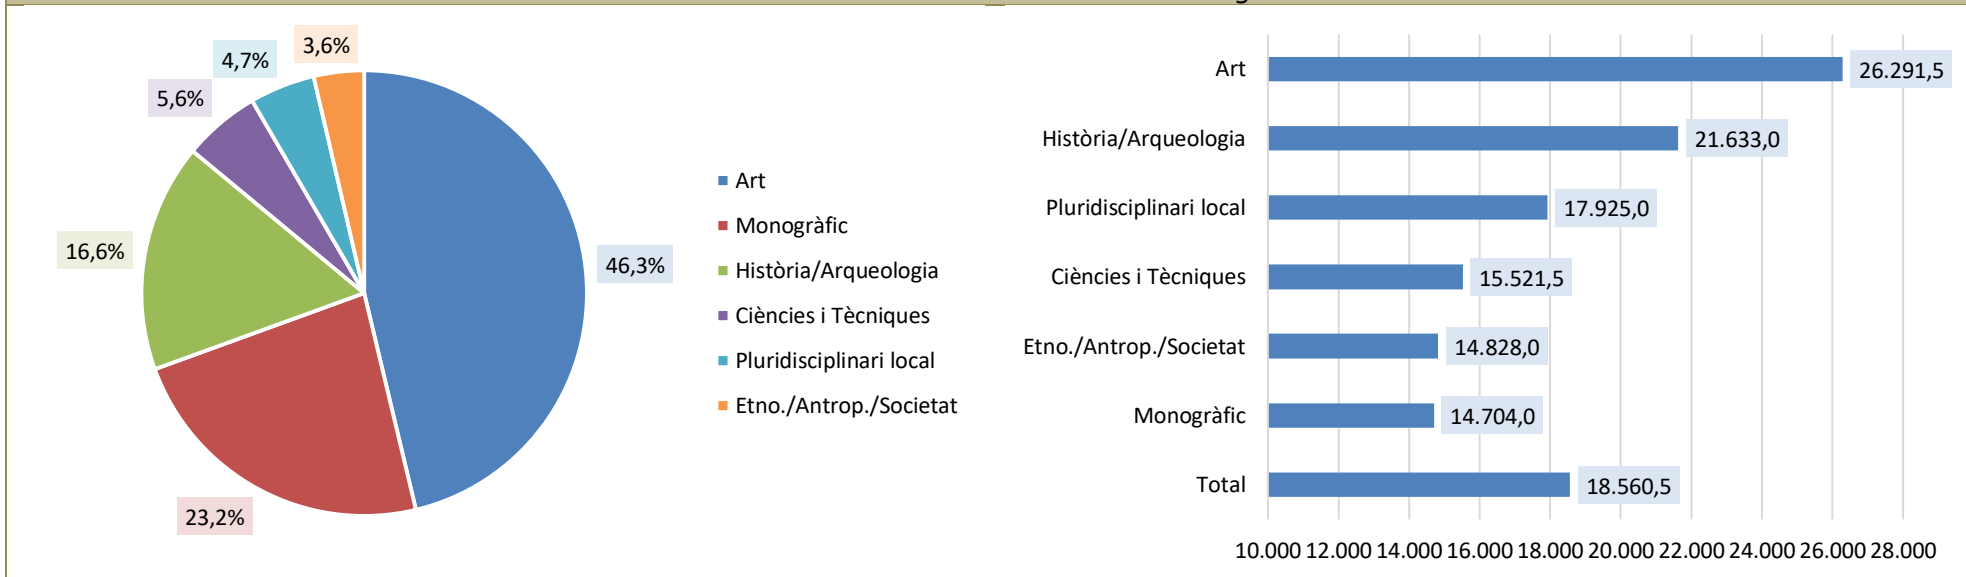 3,6%
4,7%
5,6%
16,6%
46,3%
23,2%
Art
Monogràfic
Història/Arqueologia
Ciències i Tècniques
Pluridisciplinari local
Etno./Antrop./Societat
Art 26.291,5
Història/Arqueologia 21.633,0
Pluridisciplinari local 17.925,0
Ciències i Tècniques 15.521,5
Etno./Antrop./Societat 14.828,0
Monogràfic 14.704,0
Total 18.560,5
10.000 12.000 14.000 16.000 18.000 20.000 22.000 24.000 26.000 28.000